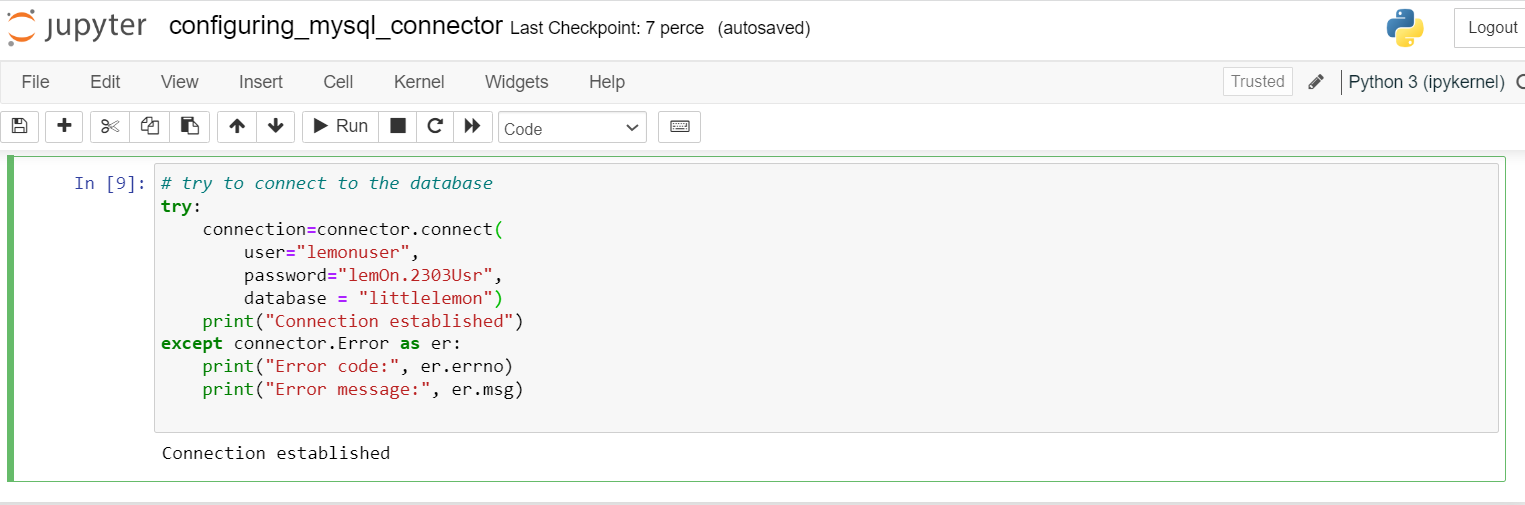 jupyter configuring_mysql_connector Last Checkpoint: 7 perce (autosaved) Logout
File Edit View Insert Cell Kernel Widgets Help Trusted Python 3 (ipykernel)
Run Code
In [9]: # try to connect to the database
try:
    connection=connector.connect(
        user="lemonuser",
        password="lemOn.2303Usr",
        database = "littlelemon")
    print("Connection established")
except connector.Error as er:
    print("Error code:", er.errno)
    print("Error message:", er.msg)
Connection established